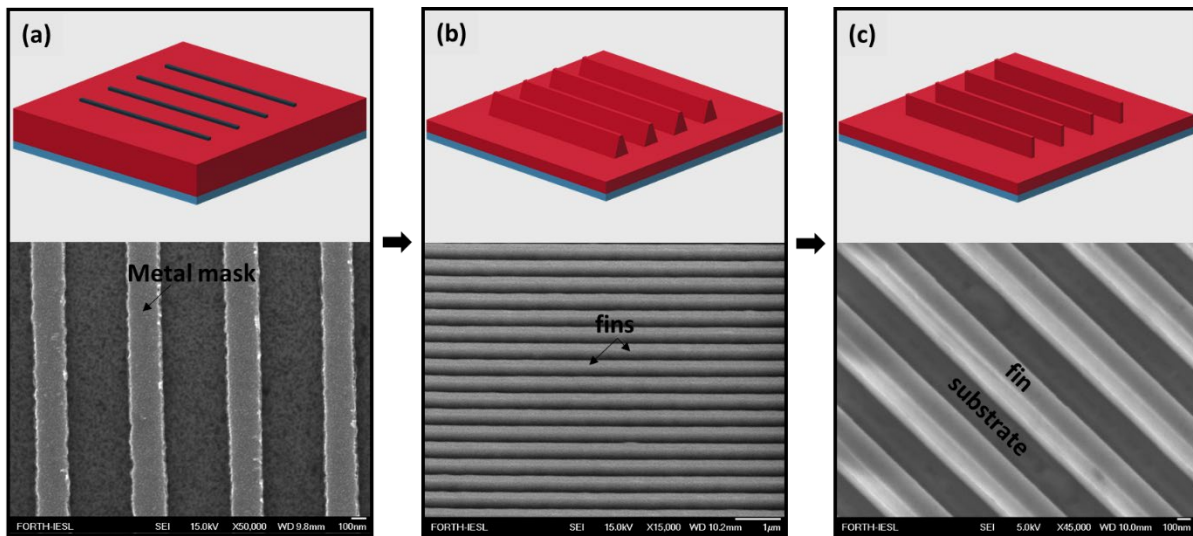 (a)
Metal mask
FORTH-IESL SEI 15.0kV X50,000 WD 9.8mm 100nm
(b)
fins
FORTH-IESL SEI 15.0kV X15,000 WD 10.2mm 1µm
(c)
fin
substrate
FORTH-IESL SEI 5.0kV X45,000 WD 10.0mm 100nm